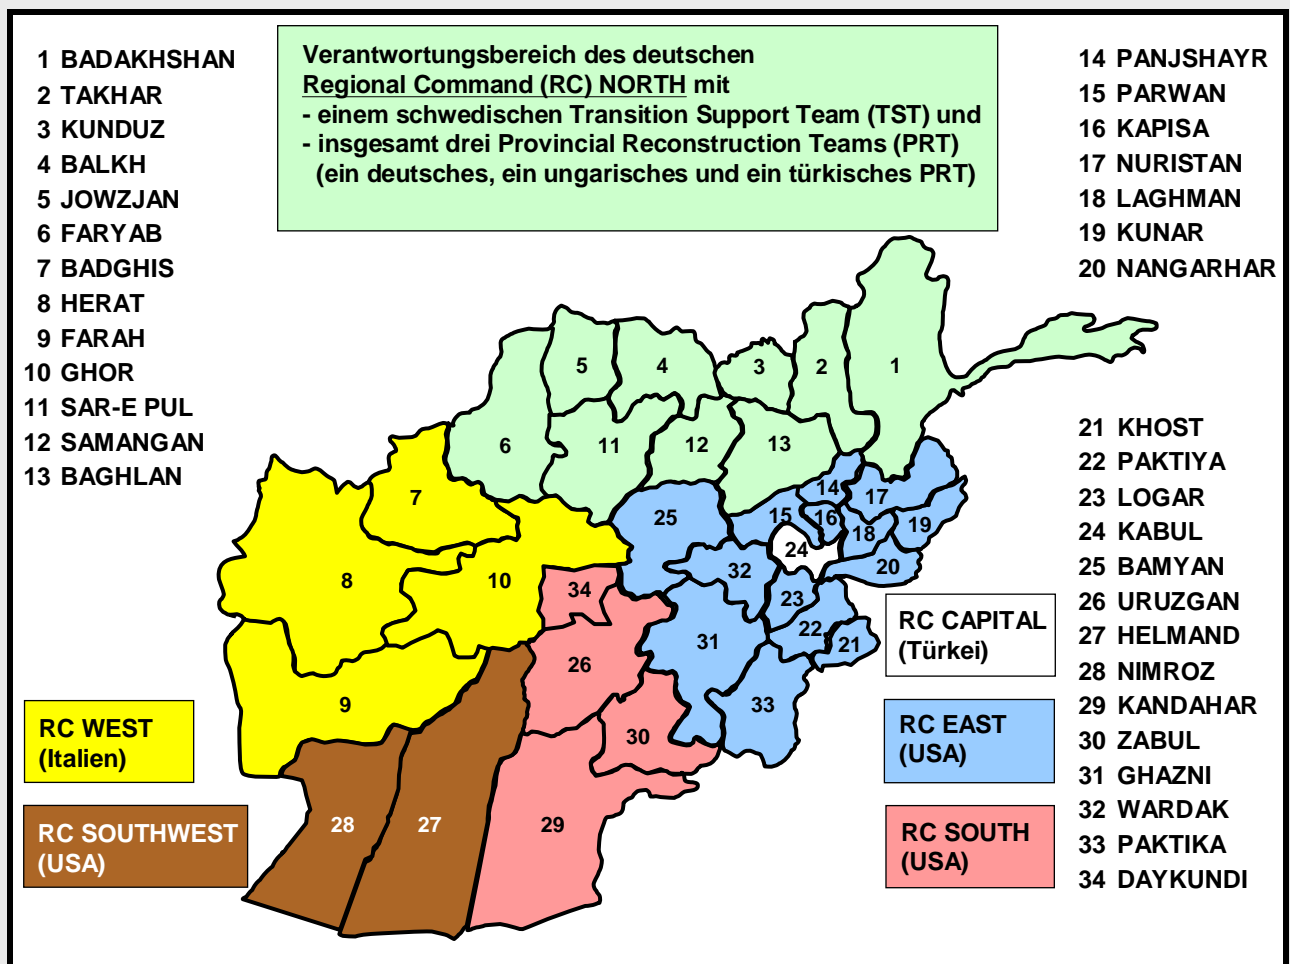 1 BADAKHSHAN
2 TAKHAR
3 KUNDUZ
4 BALKH
5 JOWZJAN
6 FARYAB
7 BADGHIS
8 HERAT
9 FARAH
10 GHOR
11 SAR-E PUL
12 SAMANGAN
13 BAGHLAN
Verantwortungsbereich des deutschen
Regional Command (RC) NORTH mit
- einem schwedischen Transition Support Team (TST) und
- insgesamt drei Provincial Reconstruction Teams (PRT)
(ein deutsches, ein ungarisches und ein türkisches PRT)
14 PANJSHAYR
15 PARWAN
16 KAPISA
17 NURISTAN
18 LAGHMAN
19 KUNAR
20 NANGARHAR
21 KHOST
22 PAKTIYA
23 LOGAR
24 KABUL
25 BAMYAN
26 URUZGAN
27 HELMAND
28 NIMROZ
29 KANDAHAR
30 ZABUL
31 GHAZNI
32 WARDAK
33 PAKTIKA
34 DAYKUNDI
5
4
3
2
1
6
11
12
13
7
25
14
17
15
16
18
19
24
20
8
10
34
32
23
22
21
31
26
9
33
30
28
27
29
RC WEST
(Italien)
RC SOUTHWEST
(USA)
RC CAPITAL
(Türkei)
RC EAST
(USA)
RC SOUTH
(USA)